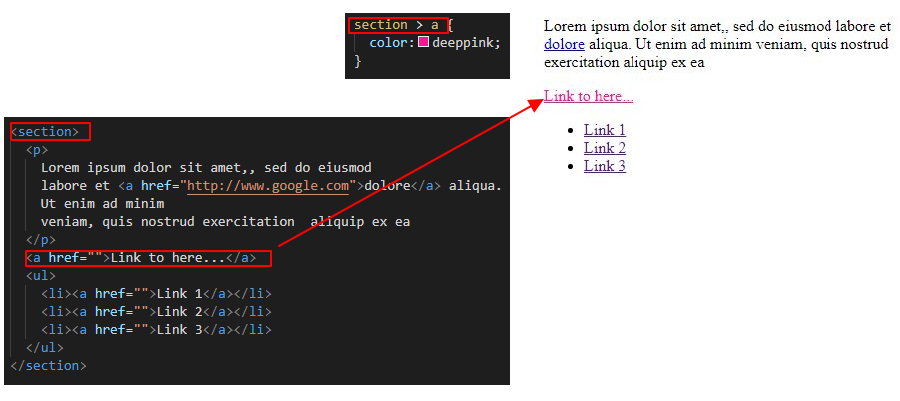 section > a {
color: deeppink;
}
<section>
<p>
Lorem ipsum dolor sit amet,, sed do eiusmod
labore et <a href="http://www.google.com">dolore</a> aliqua.
Ut enim ad minim
veniam, quis nostrud exercitation  aliquip ex ea
</p>
<a href="">Link to here...</a>
<ul>
<li><a href="">Link 1</a></li>
<li><a href="">Link 2</a></li>
<li><a href="">Link 3</a></li>
</ul>
</section>
Lorem ipsum dolor sit amet,, sed do eiusmod labore et
dolore aliqua. Ut enim ad minim veniam, quis nostrud
exercitation aliquip ex ea
Link to here...
Link 1
Link 2
Link 3